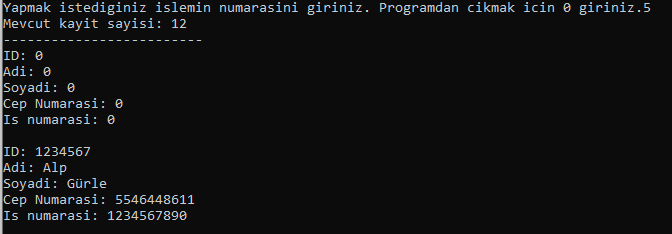 Yapmak istediginiz islemin numarasini giriniz. Programdan cikmak icin 0 giriniz.5
Mevcut kayit sayisi: 12
-------------------------
ID: 0
Adi: 0
Soyadi: 0
Cep Numarasi: 0
Is numarasi: 0

ID: 1234567
Adi: Alp
Soyadi: Gürle
Cep Numarasi: 5546448611
Is numarasi: 1234567890